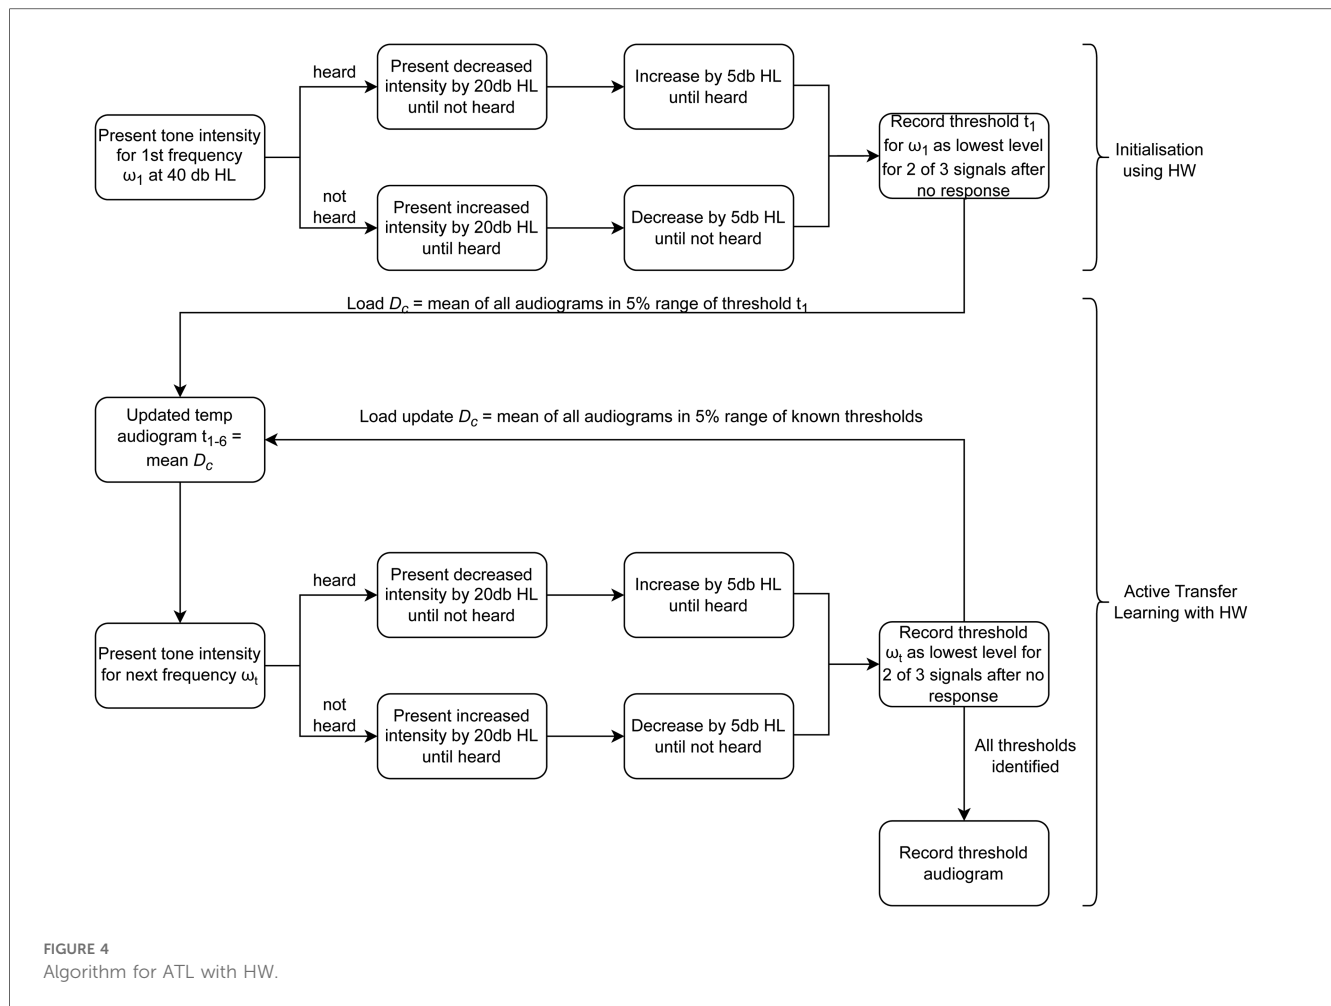 heard
Present decreased
intensity by 20db HL
until not heard
Increase by 5db HL
until heard
Present tone intensity
for 1st frequency
ω1 at 40 db HL
Record threshold t1
for ω1 as lowest level
for 2 of 3 signals after
no response
Initialisation
using HW
not
heard
Present increased
intensity by 20db HL
until heard
Decrease by 5db HL
until not heard
Load Dc = mean of all audiograms in 5% range of threshold t1
Updated temp
audiogram t1-6 =
mean Dc
Load update Dc = mean of all audiograms in 5% range of known thresholds
heard
Present decreased
intensity by 20db HL
until not heard
Increase by 5db HL
until heard
Active Transfer
Learning with HW
Present tone intensity
for next frequency ωt
Record threshold
ωt as lowest level for
2 of 3 signals after no
response
not
heard
Present increased
intensity by 20db HL
until heard
Decrease by 5db HL
until not heard
All thresholds
identified
Record threshold
audiogram
FIGURE 4
Algorithm for ATL with HW.